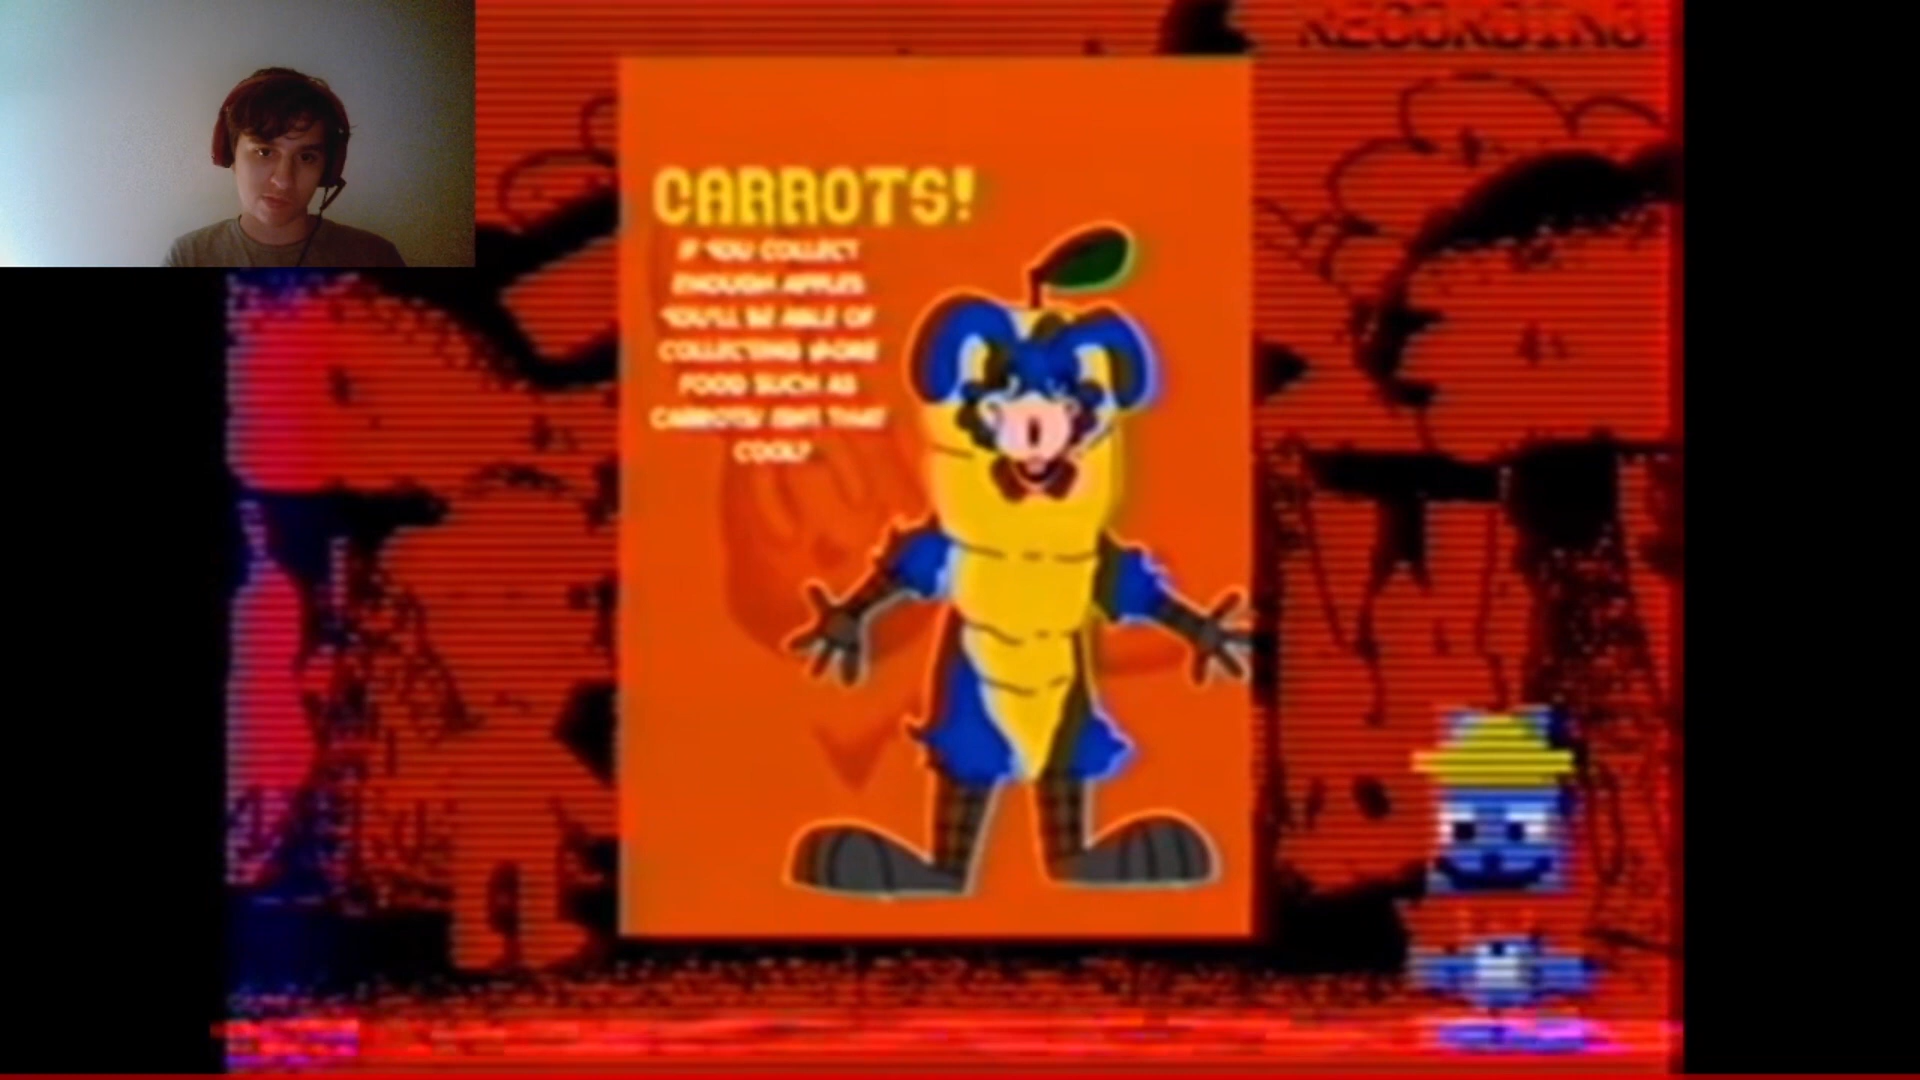 RECORDING
CARROTS!
IF YOU COLLECT
ENOUGH APPLES
YOU'LL BE ABLE OF
COLLECTING MORE
FOOD SUCH AS
CARROTS! ISN'T THAT
COOL?